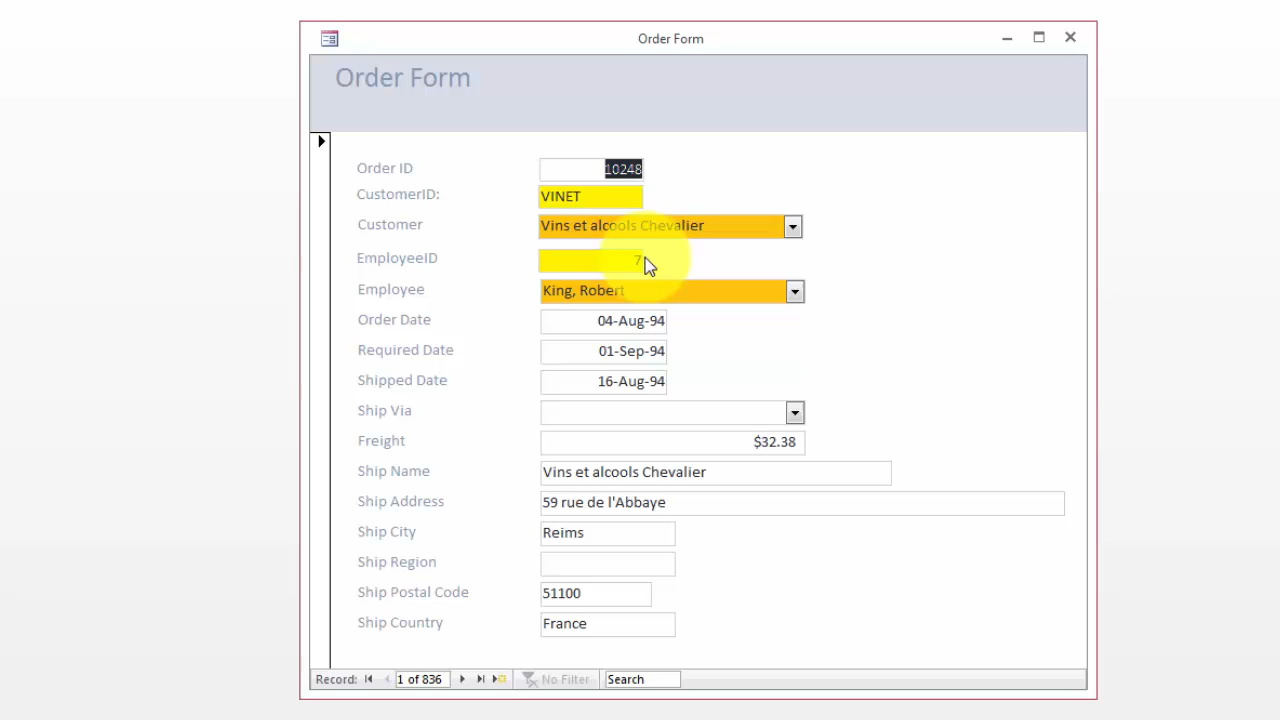 Order Form
Order Form
Order ID 10248
CustomerID: VINET
Customer Vins et alcools Chevalier
EmployeeID 7
Employee King, Robert
Order Date 04-Aug-94
Required Date 01-Sep-94
Shipped Date 16-Aug-94
Ship Via
Freight $32.38
Ship Name Vins et alcools Chevalier
Ship Address 59 rue de l'Abbaye
Ship City Reims
Ship Region
Ship Postal Code 51100
Ship Country France
Record: 1 of 836 No Filter Search